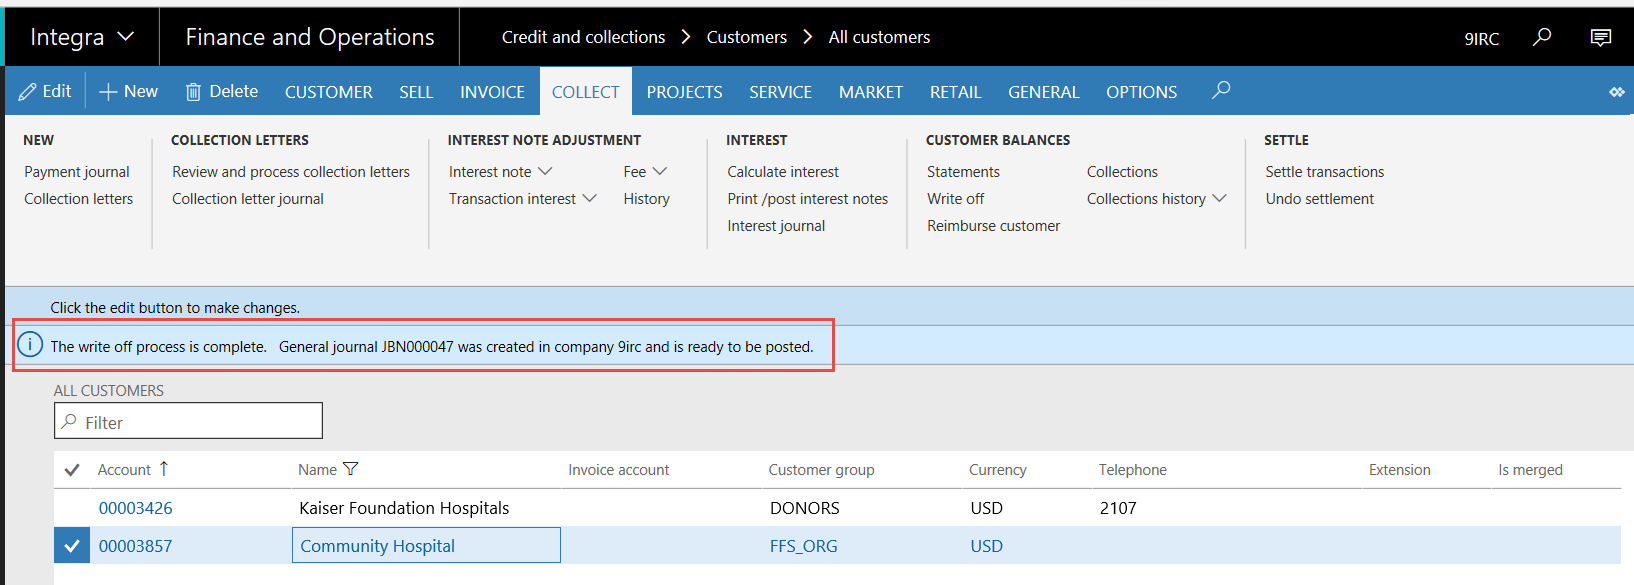 Integra Finance and Operations Credit and collections Customers All customers 9IRC
Edit New Delete CUSTOMER SELL INVOICE COLLECT PROJECTS SERVICE MARKET RETAIL GENERAL OPTIONS
NEW COLLECTION LETTERS INTEREST NOTE ADJUSTMENT INTEREST CUSTOMER BALANCES SETTLE
Payment journal Review and process collection letters Interest note Fee Calculate interest Statements Collections Settle transactions
Collection letters Collection letter journal Transaction interest History Print /post interest notes Write off Collections history Undo settlement
Interest journal Reimburse customer
Click the edit button to make changes.
The write off process is complete. General journal JBN000047 was created in company 9irc and is ready to be posted.
ALL CUSTOMERS
Filter
Account Name Invoice account Customer group Currency Telephone Extension Is merged
00003426 Kaiser Foundation Hospitals DONORS USD 2107
00003857 Community Hospital FFS_ORG USD